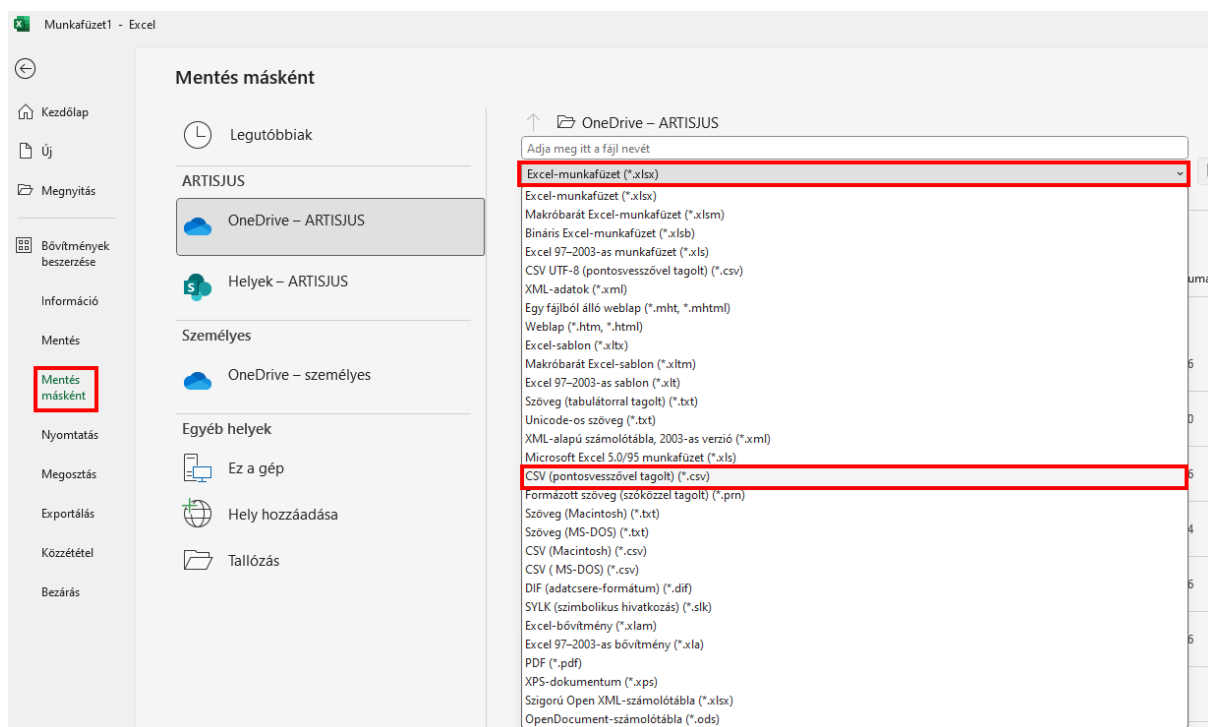 Munkafüzet1 - Excel
Kezdőlap
Új
Megnyitás
Bővítmények
beszerzése
Információ
Mentés
Mentés
másként
Nyomtatás
Megosztás
Exportálás
Közzététel
Bezárás
Mentés másként
Legutóbbiak
ARTISJUS
OneDrive – ARTISJUS
Helyek – ARTISJUS
Személyes
OneDrive – személyes
Egyéb helyek
Ez a gép
Hely hozzáadása
Tallózás
OneDrive – ARTISJUS
Adja meg itt a fájl nevét
Excel-munkafüzet (*.xlsx)
Excel-munkafüzet (*.xlsx)
Makróbarát Excel-munkafüzet (*.xlsm)
Bináris Excel-munkafüzet (*.xlsb)
Excel 97–2003-as munkafüzet (*.xls)
CSV UTF-8 (pontosvesszővel tagolt) (*.csv)
XML-adatok (*.xml)
Egy fájlból álló weblap (*.mht, *.mhtml)
Weblap (*.htm, *.html)
Excel-sablon (*.xltx)
Makróbarát Excel-sablon (*.xltm)
Excel 97–2003-as sablon (*.xlt)
Szöveg (tabulátorral tagolt) (*.txt)
Unicode-os szöveg (*.txt)
XML-alapú számolótábla, 2003-as verzió (*.xml)
Microsoft Excel 5.0/95 munkafüzet (*.xls)
CSV (pontosvesszővel tagolt) (*.csv)
Formázott szöveg (szóközzel tagolt) (*.prn)
Szöveg (Macintosh) (*.txt)
Szöveg (MS-DOS) (*.txt)
CSV (Macintosh) (*.csv)
CSV ( MS-DOS) (*.csv)
DIF (adatcsere-formátum) (*.dif)
SYLK (szimbolikus hivatkozás) (*.slk)
Excel-bővítmény (*.xlam)
Excel 97–2003-as bővítmény (*.xla)
PDF (*.pdf)
XPS-dokumentum (*.xps)
Szigorú Open XML-számolótábla (*.xlsx)
OpenDocument-számolótábla (*.ods)